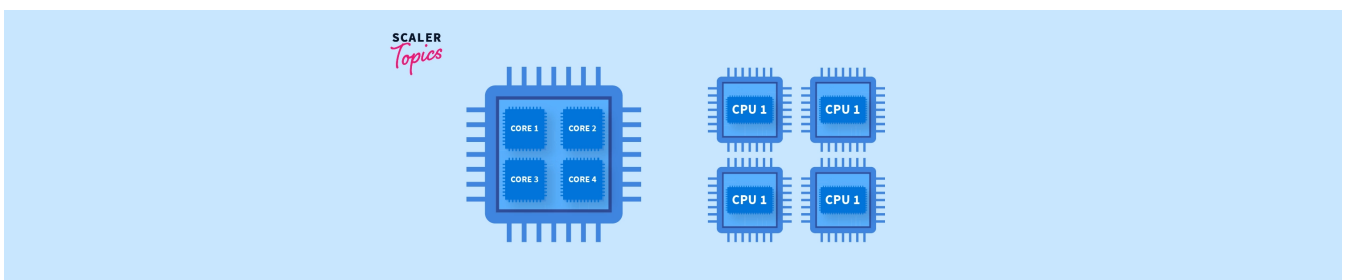 SCALER
Topics
CORE 1 CORE 2
CORE 3 CORE 4
CPU 1 CPU 1
CPU 1 CPU 1